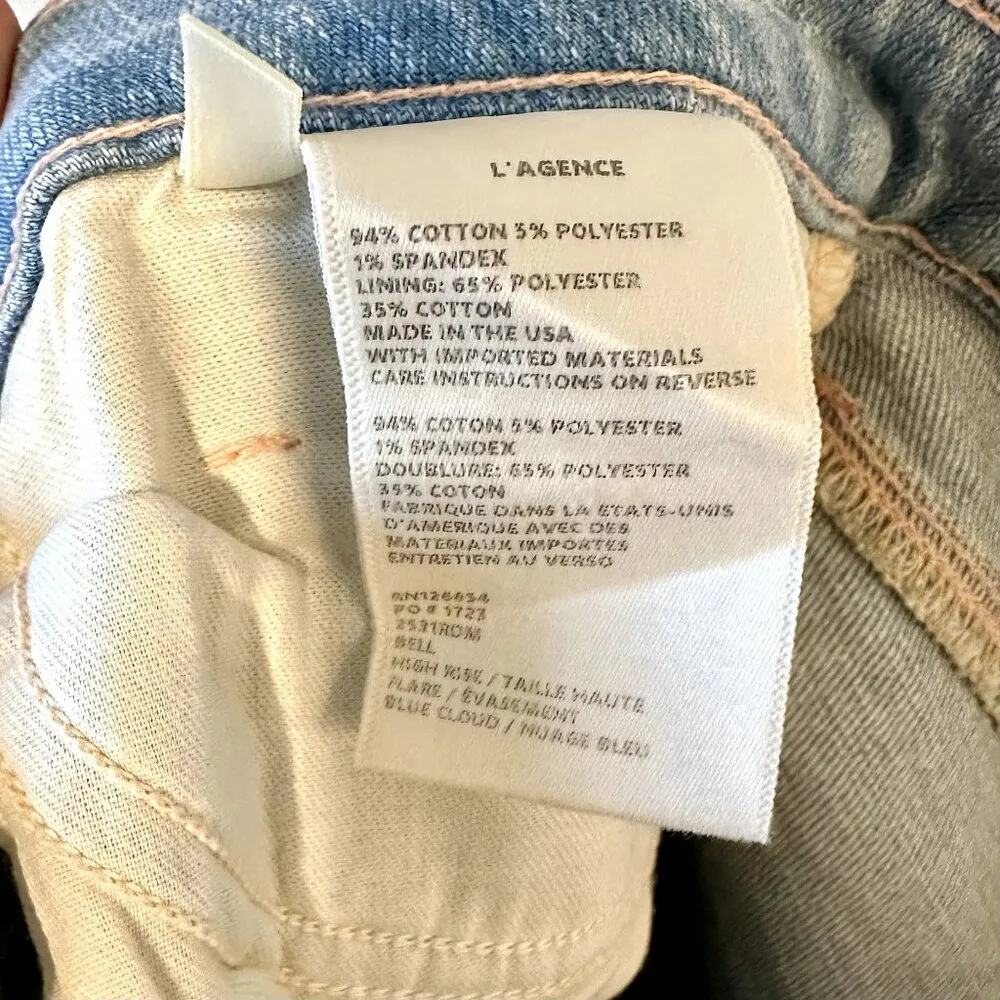 L'AGENCE
94% COTTON 5% POLYESTER
1% SPANDEX
LINING: 65% POLYESTER
35% COTTON
MADE IN THE USA
WITH IMPORTED MATERIALS
CARE INSTRUCTIONS ON REVERSE
94% COTON 5% POLYESTER
1% SPANDEX
DOUBLURE: 65% POLYESTER
35% COTON
FABRIQUE DANS LA ETATS-UNIS
D'AMERIQUE AVEC DES
MATERIAUX IMPORTES
ENTRETIEN AU VERSO
RN126634
PO # 1723
2531RDM
BELL
HIGH RISE / TAILLE HAUTE
FLARE / ÉVASEMENT
BLUE CLOUD / NUAGE BLEU